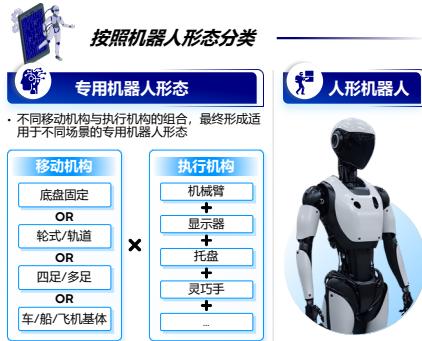 按照机器人形态分类
专用机器人形态
• 不同移动机构与执行机构的组合，最终形成适
用于不同场景的专用机器人形态
移动机构
底盘固定
OR
轮式/轨道
OR
四足/多足
OR
车/船/飞机基体
×
执行机构
机械臂
+
显示器
+
托盘
+
灵巧手
+
...
人形机器人